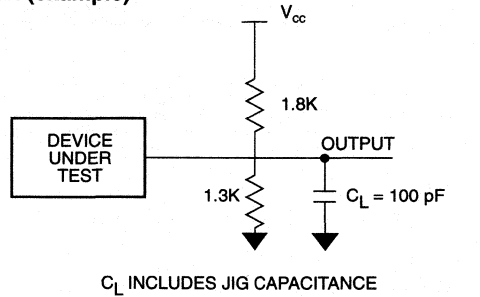 (example)
Vcc
1.8K
DEVICE
UNDER
TEST
OUTPUT
1.3K
CL = 100 pF
CL INCLUDES JIG CAPACITANCE